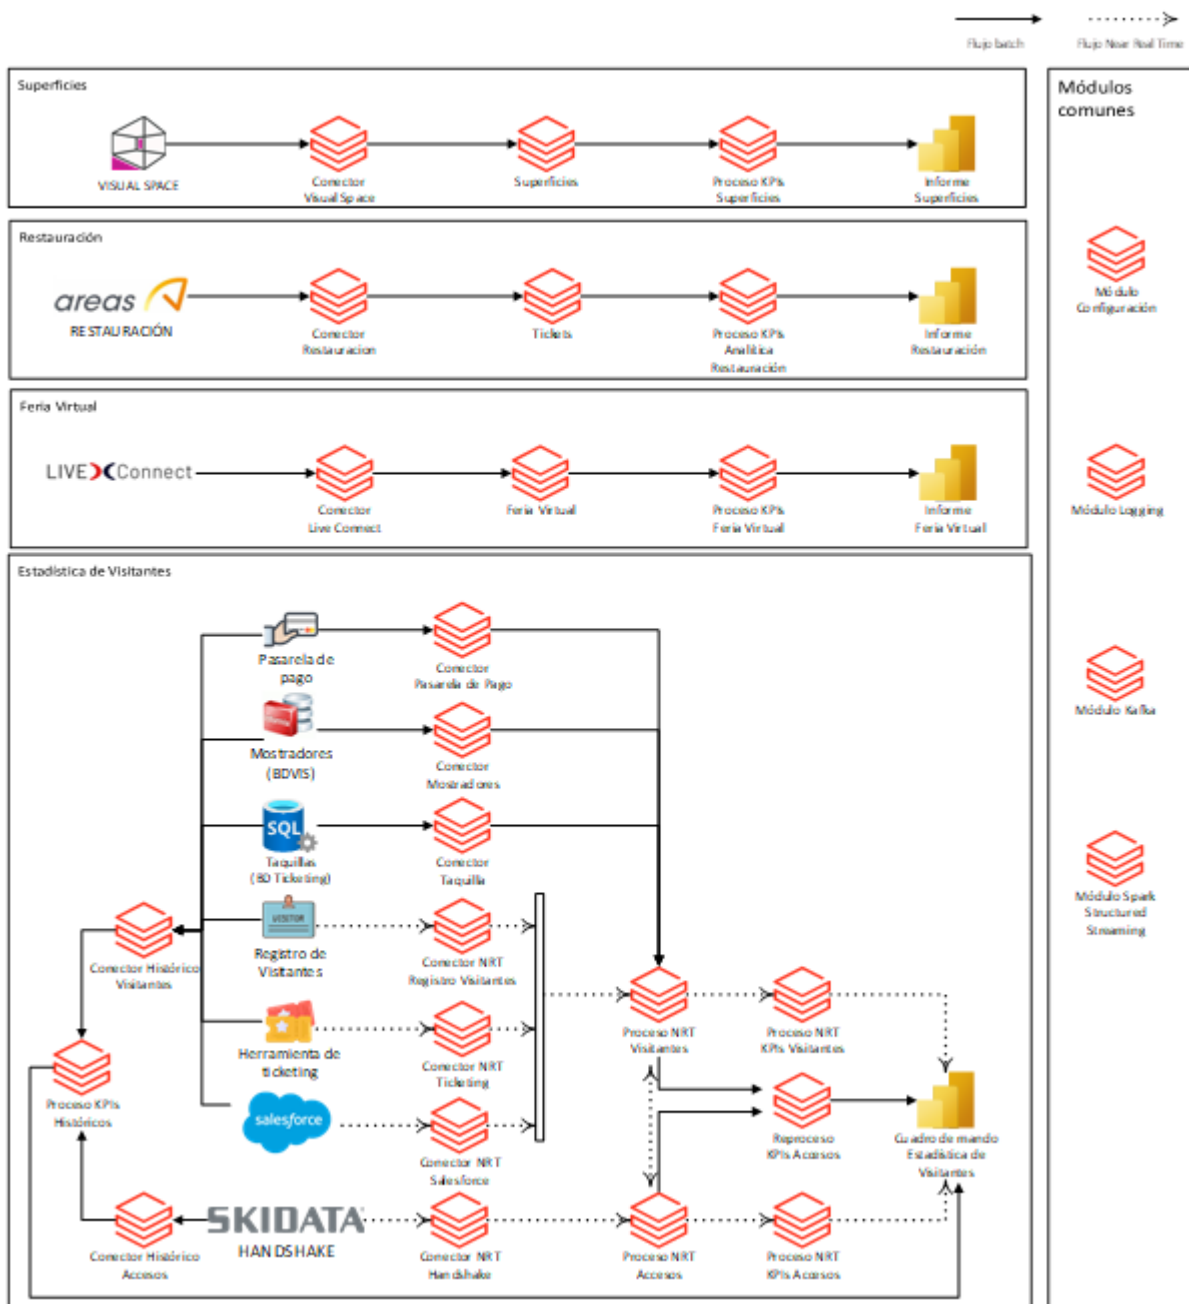 Flujo batch
Flujo Near Real Time
Superficies
VISUAL SPACE
Conector
Visual Space
Superficies
Proceso KPIs
Superficies
Informe
Superficies
Módulos
comunes
Restauración
areas
RESTAURACIÓN
Conector
Restauracion
Tickets
Proceso KPIs
Analítica
Restauración
Informe
Restauración
Módulo
Configuración
Feria Virtual
LIVE Connect
Conector
Live Connect
Feria Virtual
Proceso KPIs
Feria Virtual
Informe
Feria Virtual
Módulo Logging
Estadística de Visitantes
Pasarela de
pago
Conector
Pasarela de Pago
Mostradores
(BDVIS)
Conector
Mostradores
Módulo Kafka
SQL
Taquillas
(BD Ticketing)
Conector
Taquilla
Módulo Spark
Structured
Streaming
VISITOR
Registro de
Visitantes
Conector NRT
Registro Visitantes
Conector Histórico
Visitantes
Proceso NRT
Visitantes
Proceso NRT
KPIs Visitantes
Herramienta de
ticketing
Conector NRT
Ticketing
Proceso KPIs
Históricos
salesforce
Conector NRT
Salesforce
Reproceso
KPIs Accesos
Cuadro de mando
Estadística de
Visitantes
SKIDATA
HANDSHAKE
Conector Histórico
Accesos
Conector NRT
Handshake
Proceso NRT
Accesos
Proceso NRT
KPIs Accesos